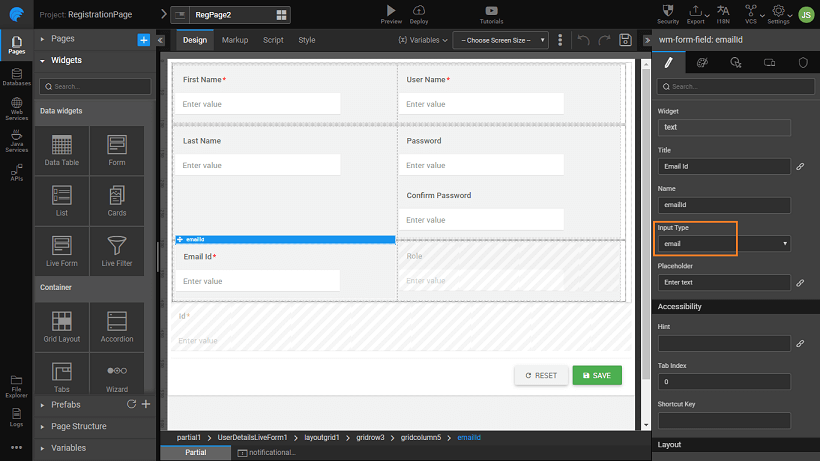 Project: RegistrationPage
RegPage2
Preview
Deploy
Tutorials
Security
Export
I18N
VCS
Settings
JS
Pages
Databases
Web Services
Java Services
APIs
File Explorer
Logs
Pages
Widgets
Search...
Data widgets
Data Table
Form
List
Cards
Live Form
Live Filter
Container
Grid Layout
Accordion
Tabs
Wizard
Prefabs
Page Structure
Variables
Design
Markup
Script
Style
(x) Variables
-- Choose Screen Size --
First Name *
Enter value
User Name *
Enter value
Last Name
Enter value
Password
Enter value
Confirm Password
Enter value
emailId
Email Id *
Enter value
Role
Enter value
Id *
Enter value
RESET
SAVE
partial1 > UserDetailsLiveForm1 > layoutgrid1 > gridrow3 > gridcolumn5 > emailId
Partial
notificational...
wm-form-field: emailId
Search...
Widget
text
Title
Email Id
Name
emailId
Input Type
email
Placeholder
Enter text
Accessibility
Hint
Tab Index
0
Shortcut Key
Layout